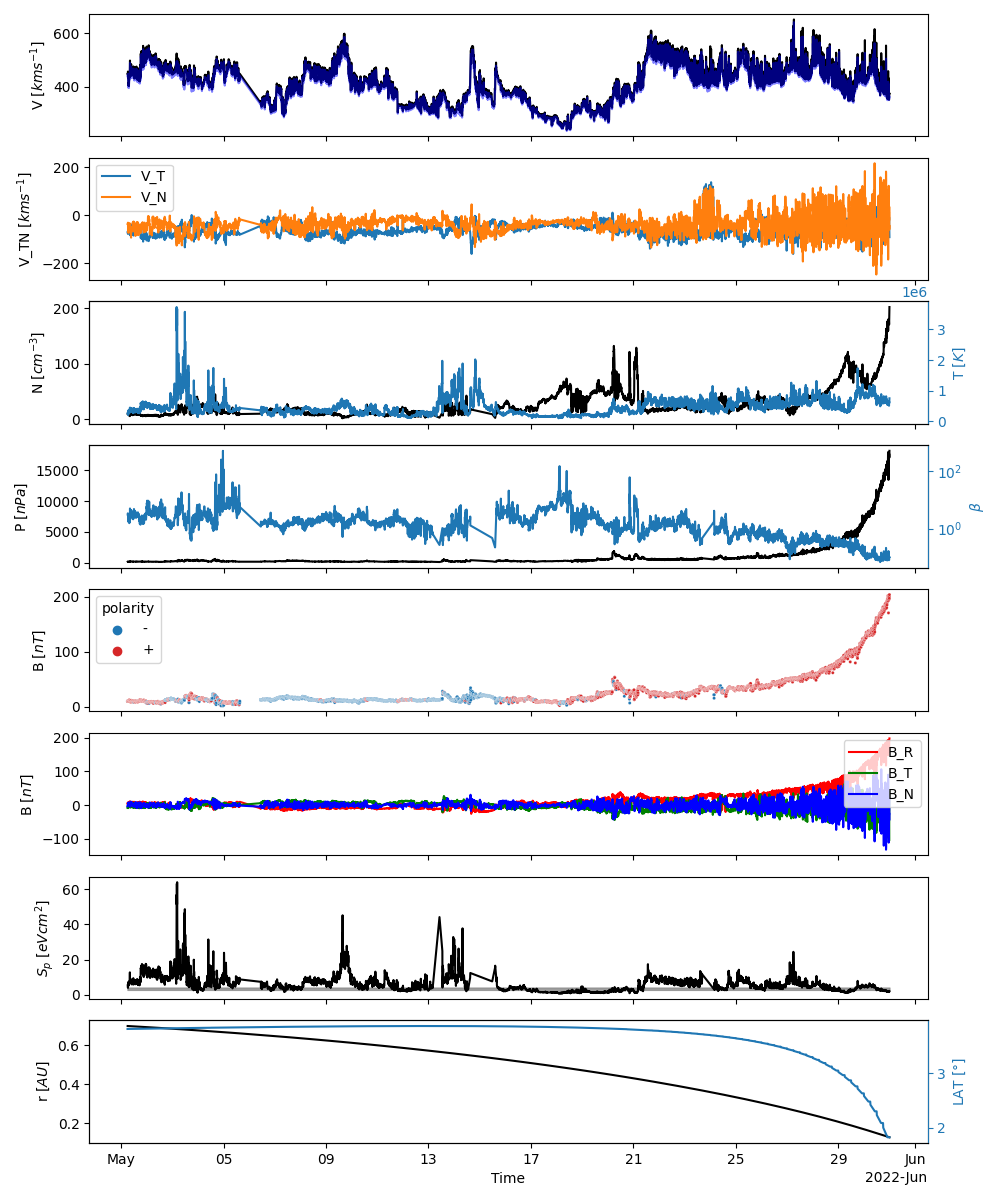 600
400
V [kms⁻¹]
200
0
−200
V_TN [kms⁻¹]
V_T
V_N
1e6
200
100
0
N [cm⁻³]
3
2
1
0
T [K]
15000
10000
5000
0
P [nPa]
10²
10⁰
β
200
100
0
B [nT]
polarity
-
+
200
100
0
−100
B [nT]
B_R
B_T
B_N
60
40
20
0
Sₚ [eVcm²]
0.6
0.4
0.2
r [AU]
3
2
LAT [°]
May 05 09 13 17 21 25 29 Jun
Time
2022-Jun